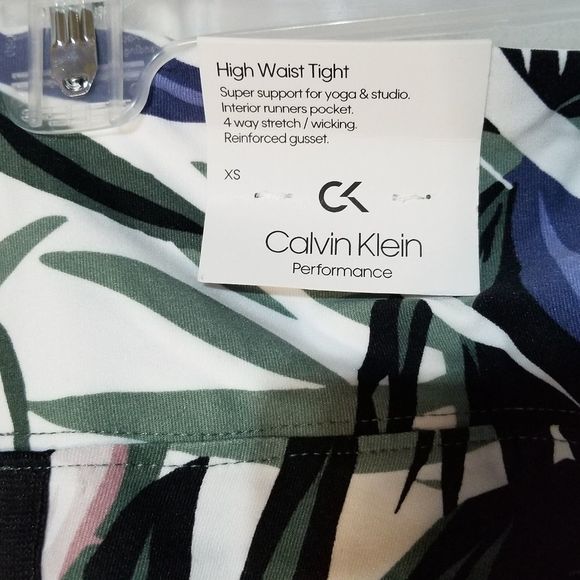 High Waist Tight
Super support for yoga & studio.
Interior runners pocket.
4 way stretch / wicking.
Reinforced gusset.
XS
CK
Calvin Klein
Performance